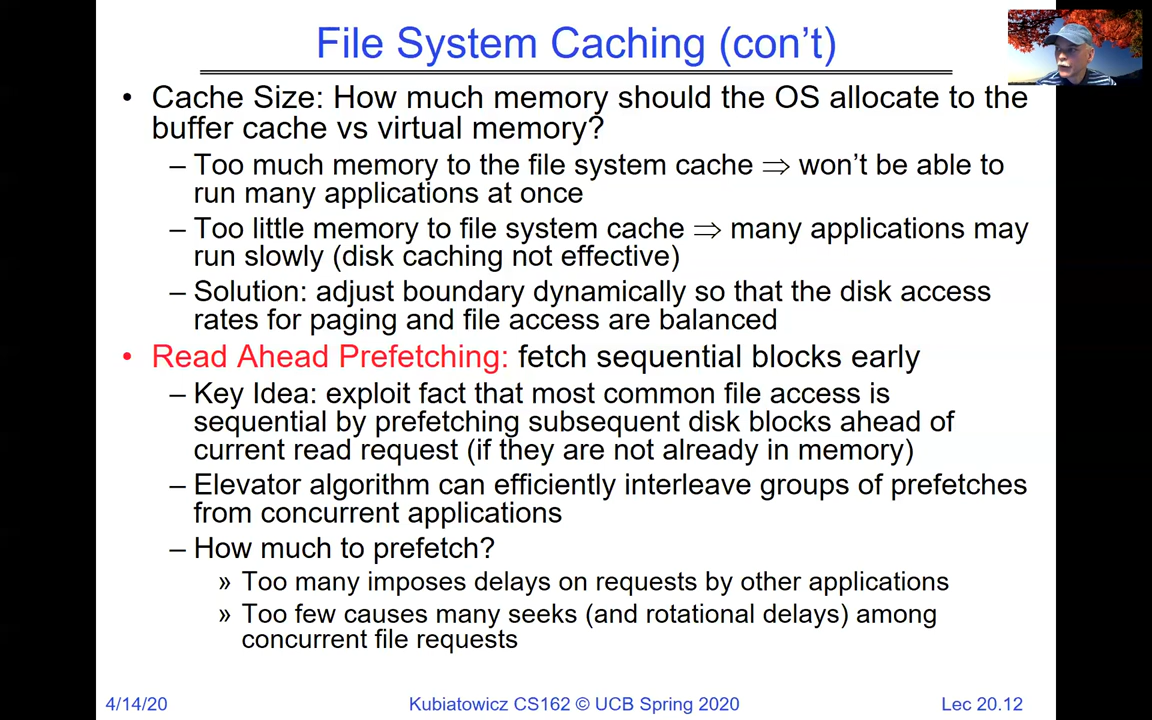 File System Caching (con’t)
• Cache Size: How much memory should the OS allocate to the
buffer cache vs virtual memory?
– Too much memory to the file system cache ⇒ won’t be able to
run many applications at once
– Too little memory to file system cache ⇒ many applications may
run slowly (disk caching not effective)
– Solution: adjust boundary dynamically so that the disk access
rates for paging and file access are balanced
• Read Ahead Prefetching: fetch sequential blocks early
– Key Idea: exploit fact that most common file access is
sequential by prefetching subsequent disk blocks ahead of
current read request (if they are not already in memory)
– Elevator algorithm can efficiently interleave groups of prefetches
from concurrent applications
– How much to prefetch?
» Too many imposes delays on requests by other applications
» Too few causes many seeks (and rotational delays) among
concurrent file requests
4/14/20 Kubiatowicz CS162 © UCB Spring 2020 Lec 20.12